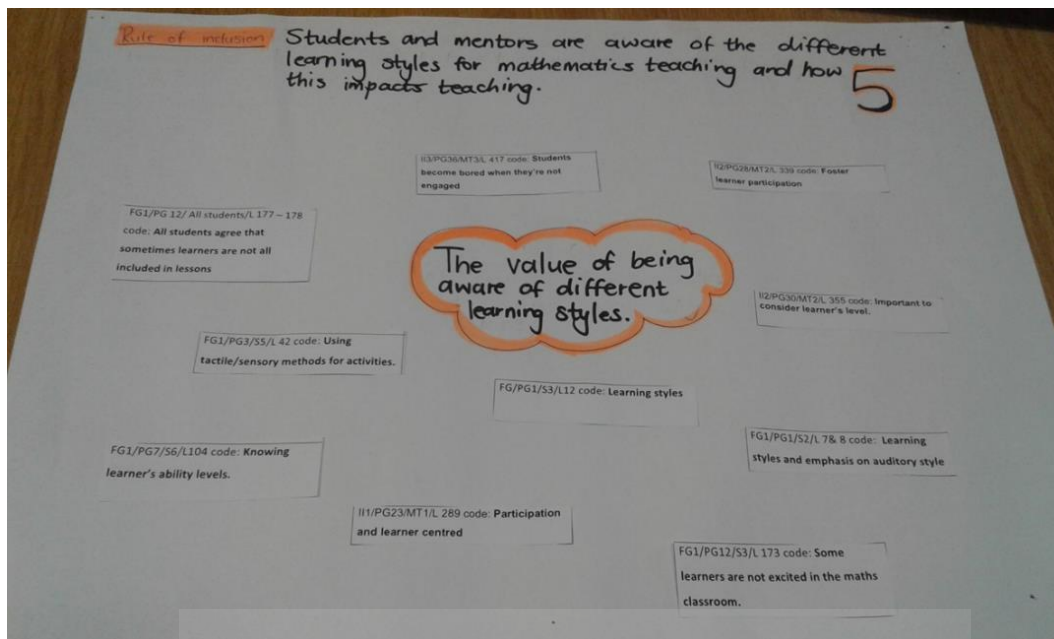 Rule of inclusion
Students and mentors are aware of the different
learning styles for mathematics teaching and how
this impacts teaching.
5
II3/PG36/MT3/L 417 code: Students
become bored when they're not
engaged
II2/PG28/MT2/L 339 code: Foster
learner participation
FG1/PG 12/ All students/L 177 – 178
code: All students agree that
sometimes learners are not all
included in lessons
The value of being
aware of different
learning styles.
II2/PG30/MT2/L 355 code: Important to
consider learner's level.
FG1/PG3/S5/L 42 code: Using
tactile/sensory methods for activities.
FG/PG1/S3/L12 code: Learning styles
FG1/PG1/S2/L 7& 8 code: Learning
styles and emphasis on auditory style
FG1/PG7/S6/L104 code: Knowing
learner's ability levels.
II1/PG23/MT1/L 289 code: Participation
and learner centred
FG1/PG12/S3/L 173 code: Some
learners are not excited in the maths
classroom.